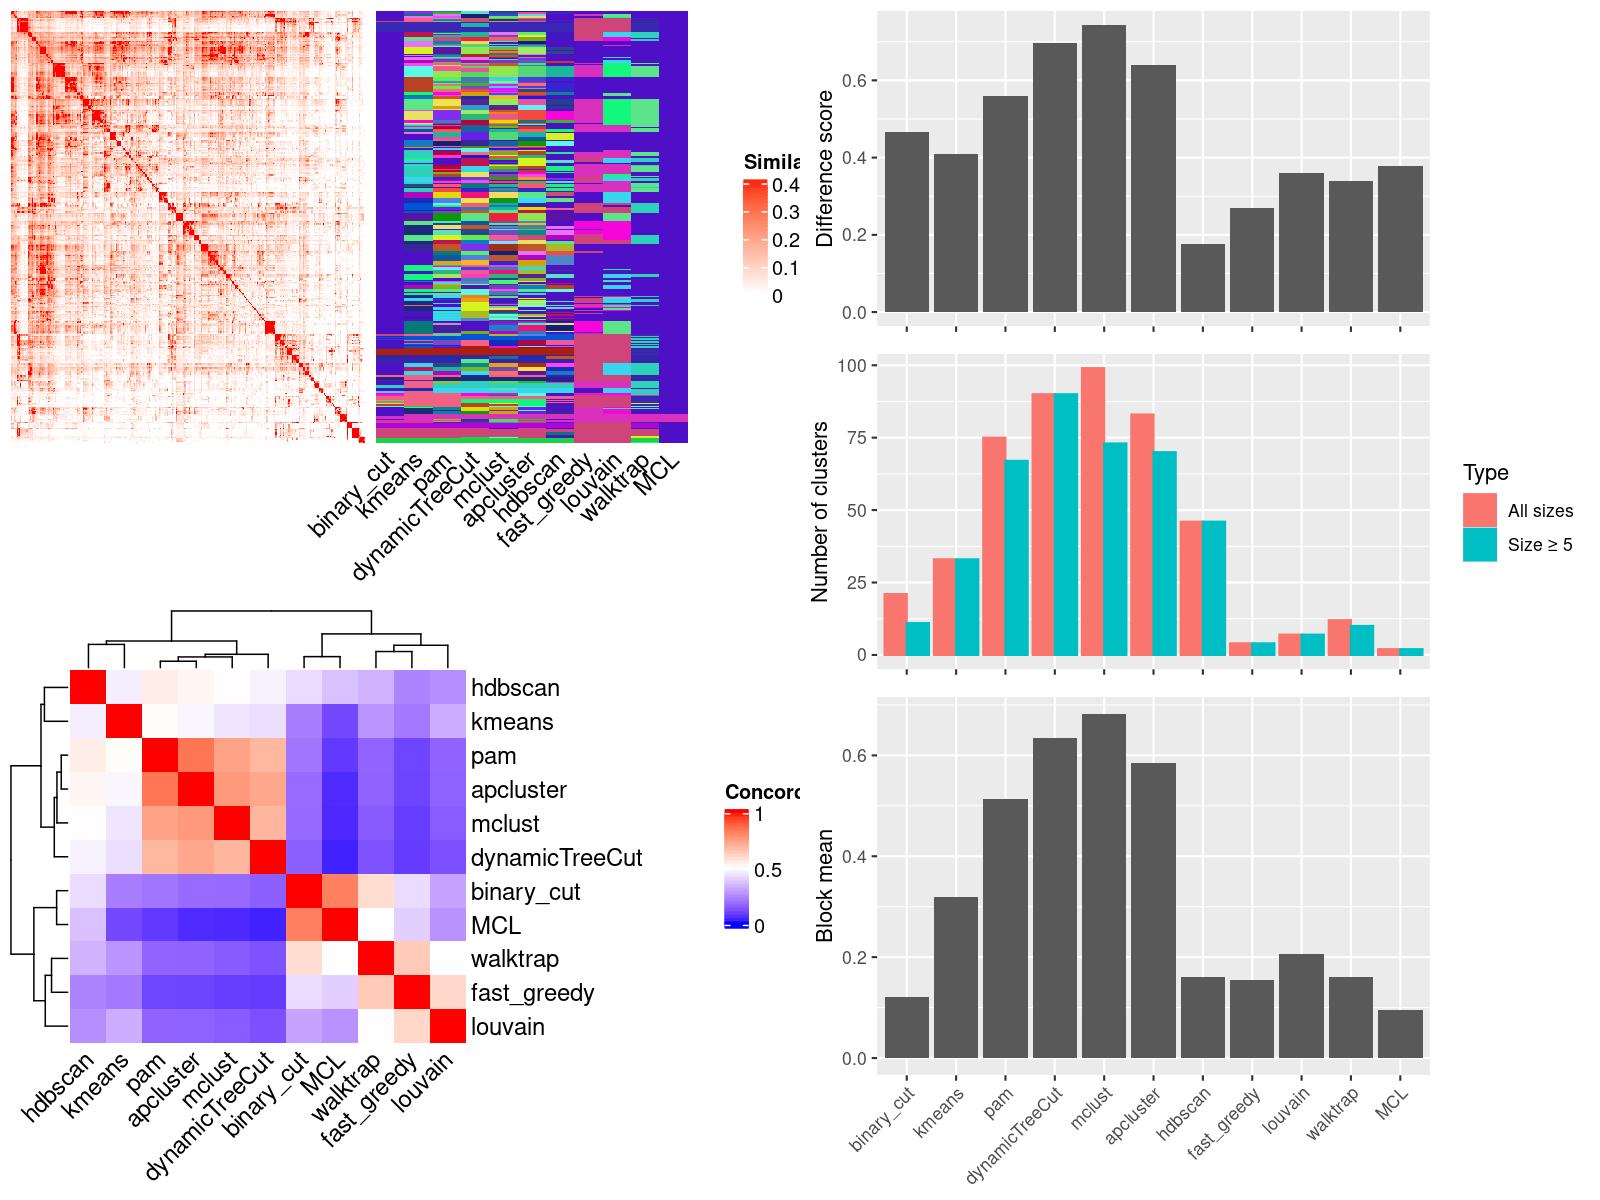 Simila
0.4
0.3
0.2
0.1
0
binary_cut
kmeans
pam
dynamicTreeCut
mclust
apcluster
hdbscan
fast_greedy
louvain
walktrap
MCL
hdbscan
kmeans
pam
apcluster
mclust
dynamicTreeCut
binary_cut
MCL
walktrap
fast_greedy
louvain
hdbscan
kmeans
pam
apcluster
mclust
dynamicTreeCut
binary_cut
MCL
walktrap
fast_greedy
louvain
Concord
1
0.5
0
Difference score
0.6
0.4
0.2
0.0
Number of clusters
100
75
50
25
0
Type
All sizes
Size ≥ 5
Block mean
0.6
0.4
0.2
0.0
binary_cut
kmeans
pam
dynamicTreeCut
mclust
apcluster
hdbscan
fast_greedy
louvain
walktrap
MCL